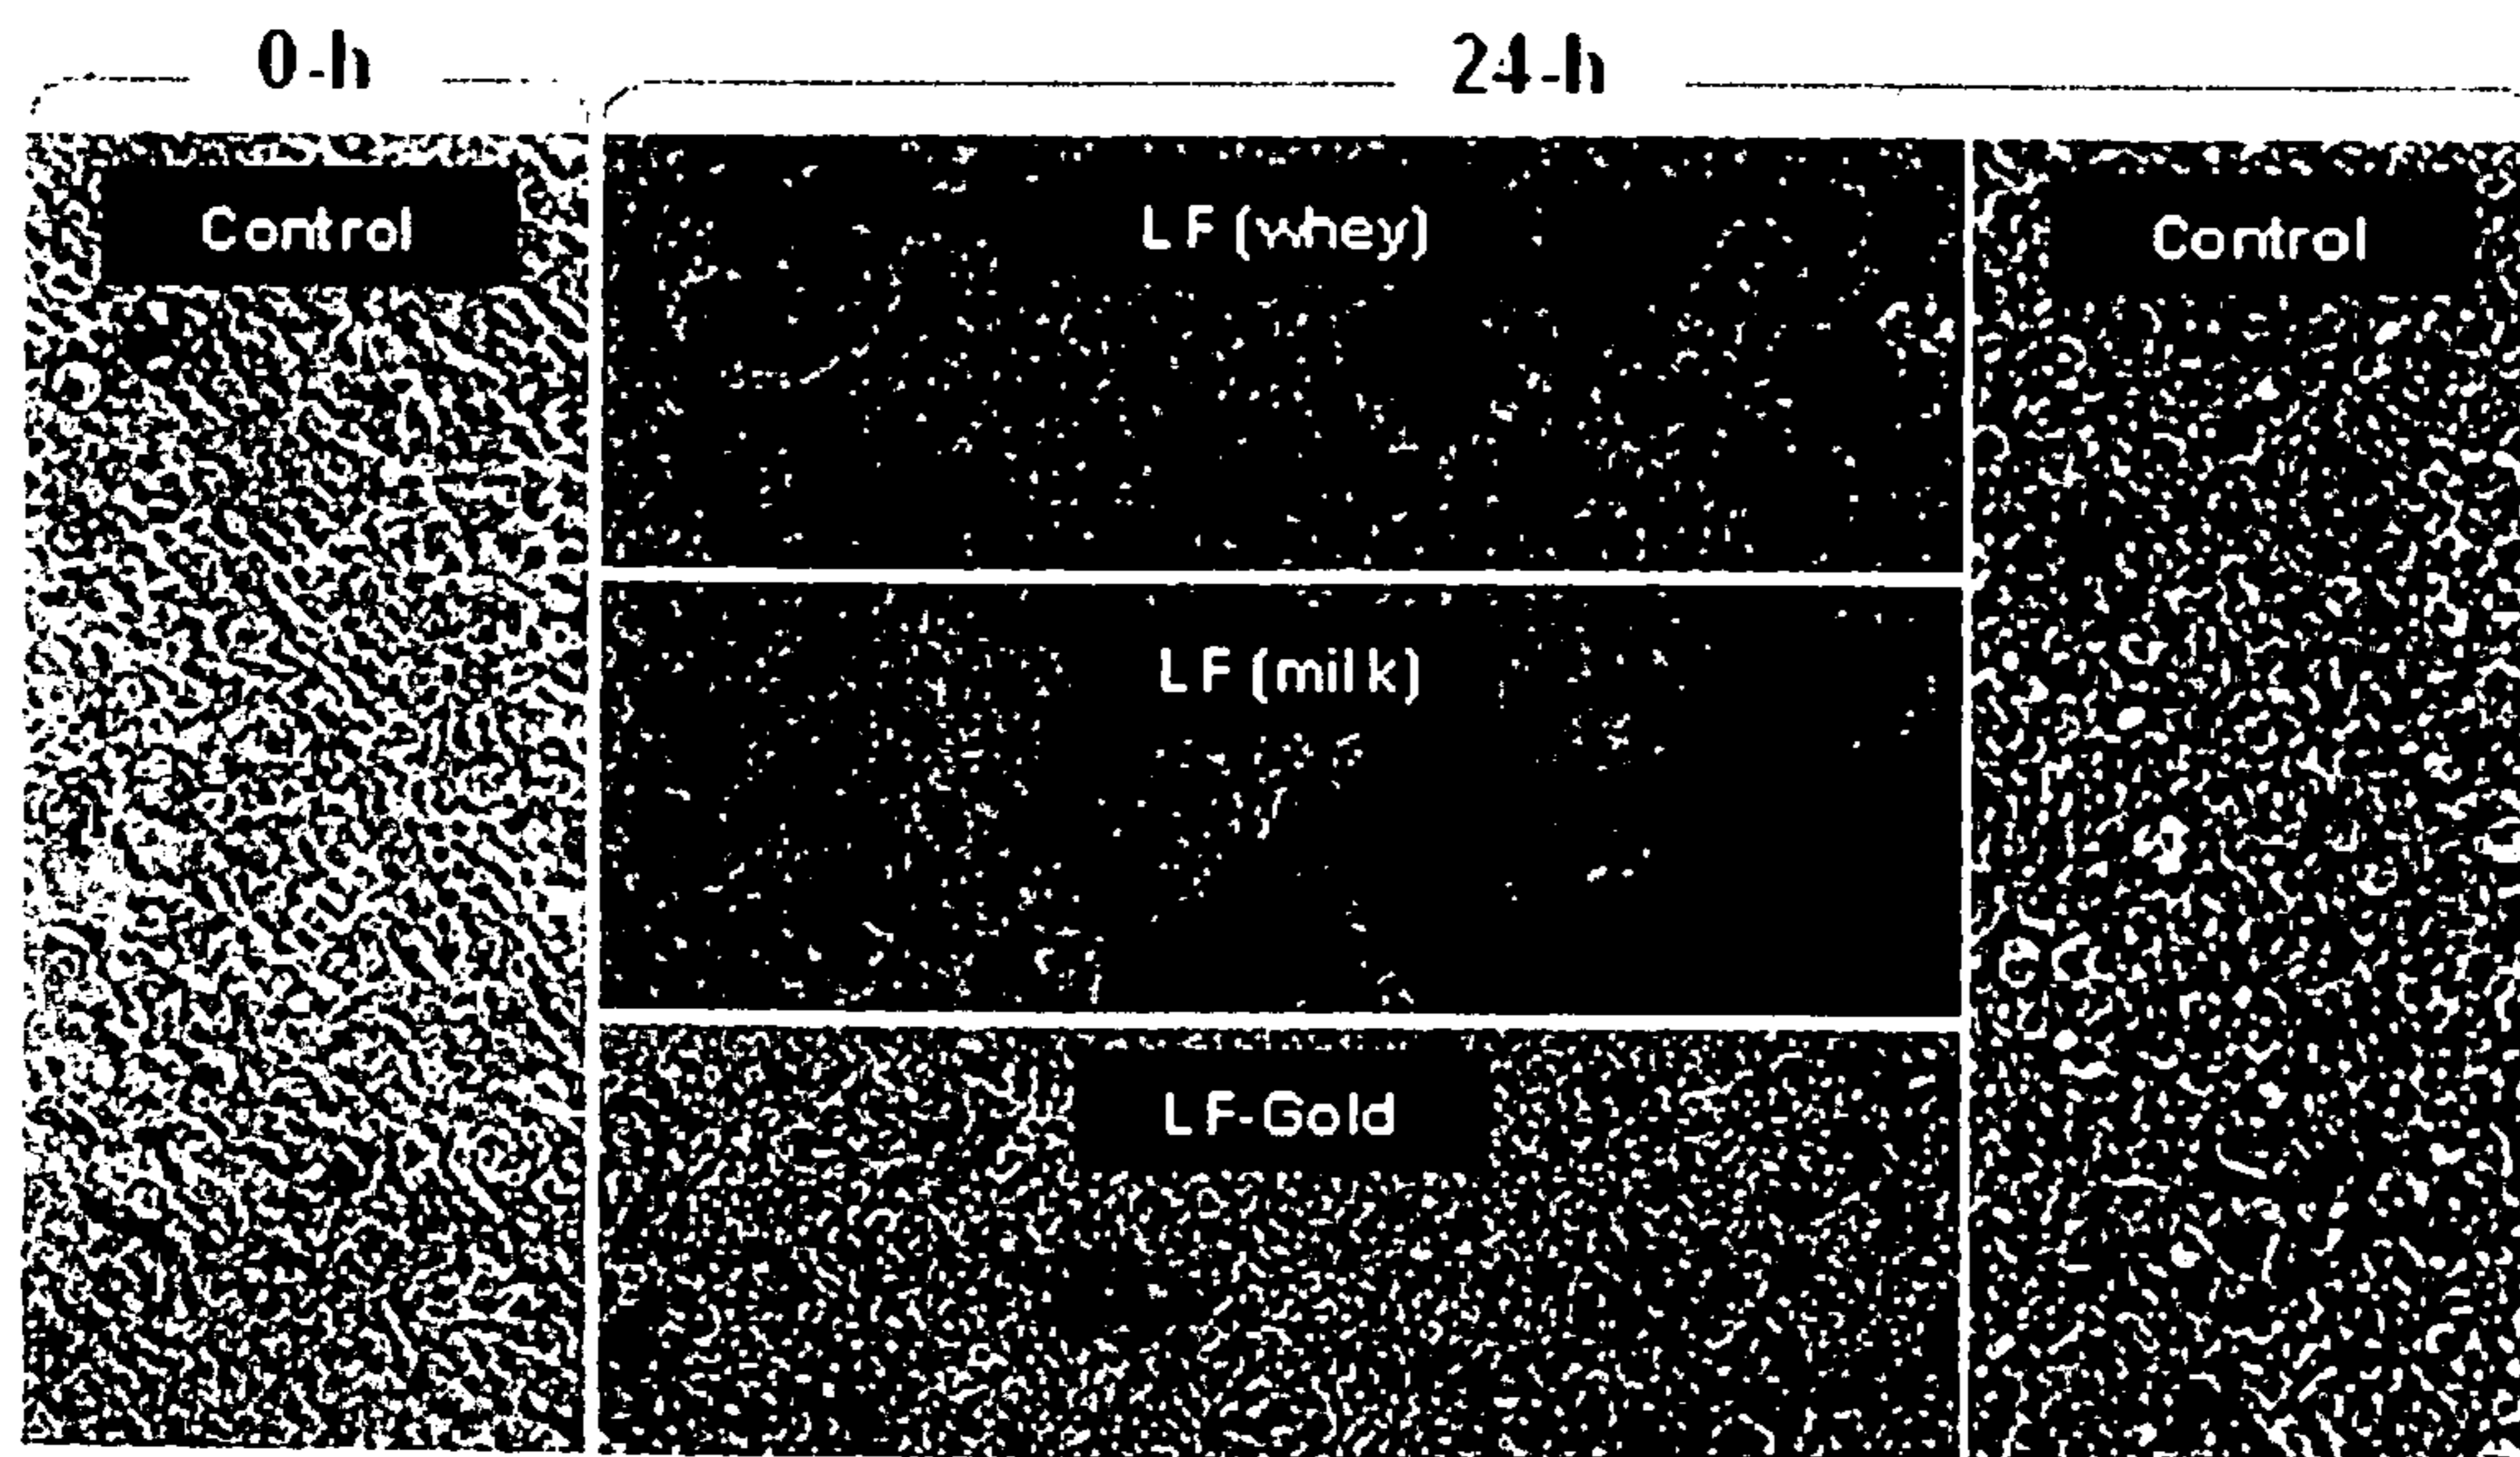 0-h
24-h
Control
LF (whey)
Control
LF (milk)
LF-Gold